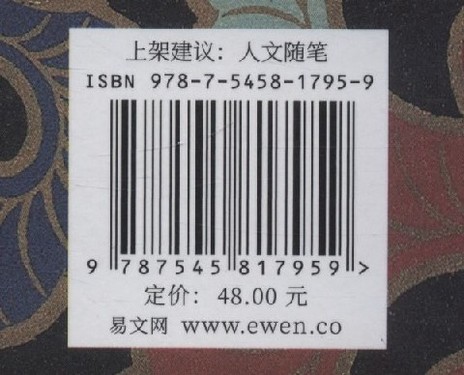 上架建议：人文随笔
ISBN 978-7-5458-1795-9
9 787545 817959 >
定价：48.00 元
易文网 www.ewen.co